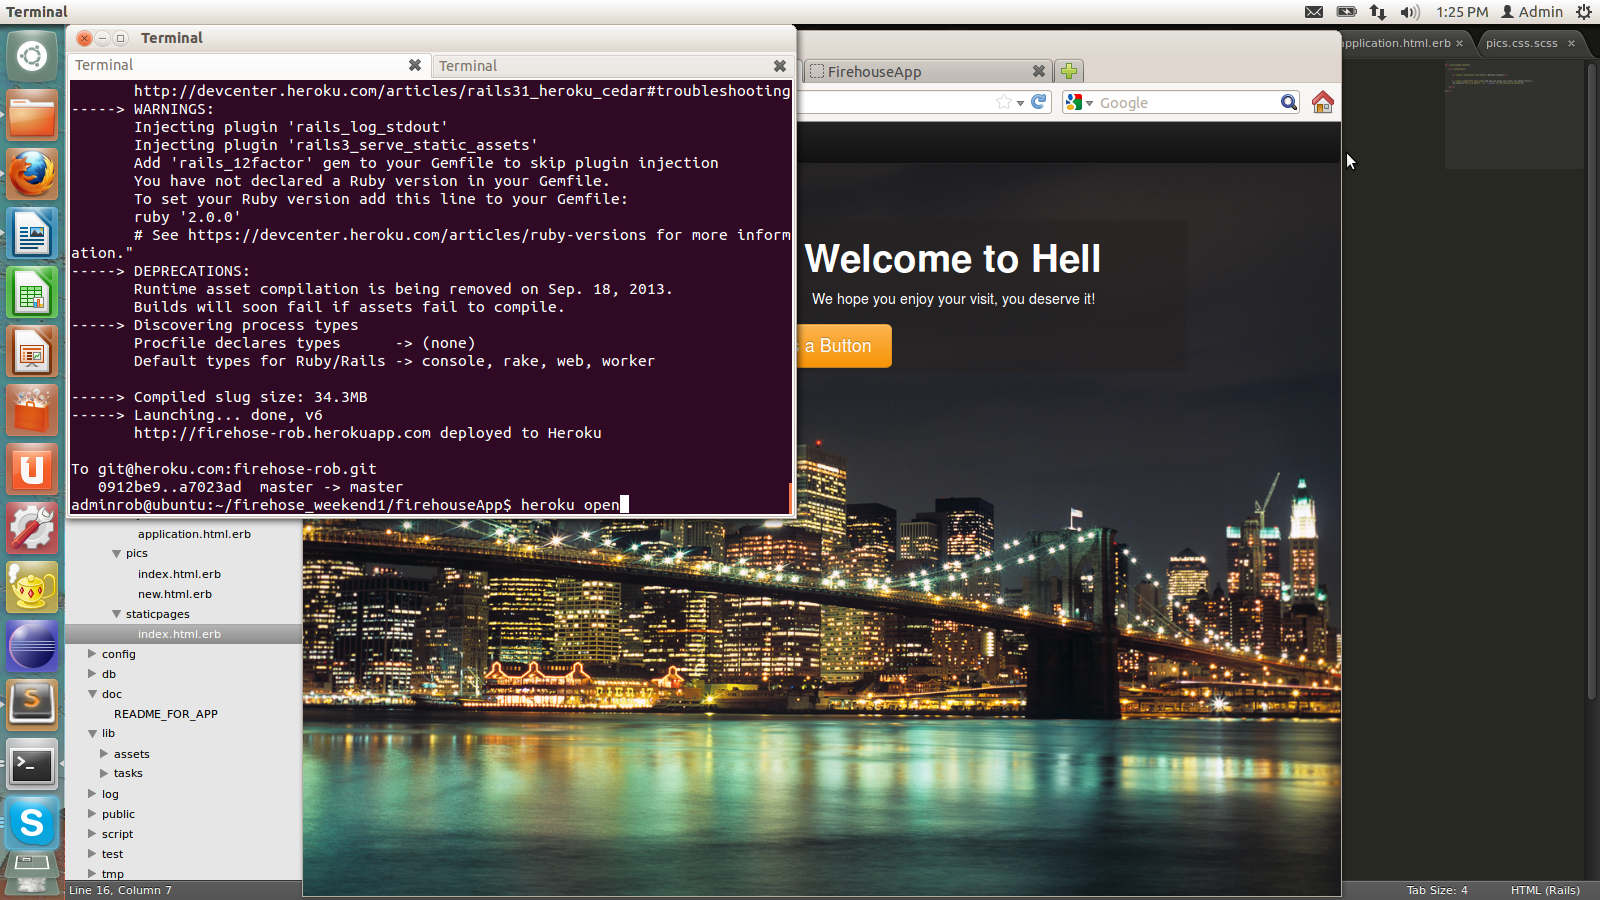 Terminal
1:25 PM
Admin
Terminal
Terminal
Terminal
http://devcenter.heroku.com/articles/rails31_heroku_cedar#troubleshooting
-----> WARNINGS:
Injecting plugin 'rails_log_stdout'
Injecting plugin 'rails3_serve_static_assets'
Add 'rails_12factor' gem to your Gemfile to skip plugin injection
You have not declared a Ruby version in your Gemfile.
To set your Ruby version add this line to your Gemfile:
ruby '2.0.0'
# See https://devcenter.heroku.com/articles/ruby-versions for more inform
ation."
-----> DEPRECATIONS:
Runtime asset compilation is being removed on Sep. 18, 2013.
Builds will soon fail if assets fail to compile.
-----> Discovering process types
Procfile declares types      -> (none)
Default types for Ruby/Rails -> console, rake, web, worker
-----> Compiled slug size: 34.3MB
-----> Launching... done, v6
http://firehose-rob.herokuapp.com deployed to Heroku
To git@heroku.com:firehose-rob.git
0912be9..a7023ad  master -> master
adminrob@ubuntu:~/firehose_weekend1/firehouseApp$ heroku open
FirehouseApp
Google
Welcome to Hell
We hope you enjoy your visit, you deserve it!
a Button
application.html.erb
pics.css.scss
application.html.erb
pics
index.html.erb
new.html.erb
staticpages
index.html.erb
config
db
doc
README_FOR_APP
lib
assets
tasks
log
public
script
test
tmp
Line 16, Column 7
Tab Size: 4
HTML (Rails)